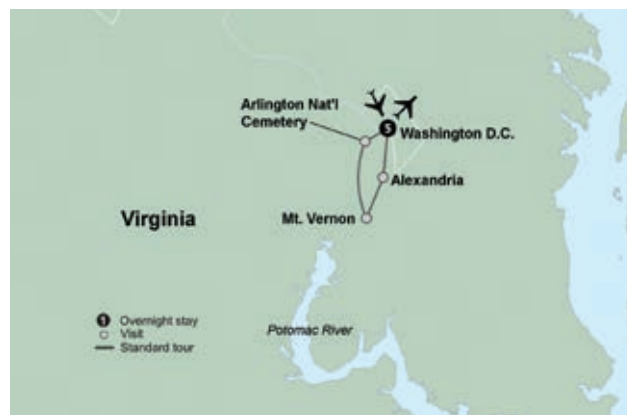 Arlington Nat'l
Cemetery
5
Washington D.C.
Alexandria
Virginia
Mt. Vernon
1 Overnight stay
Visit
Standard tour
Potomac River